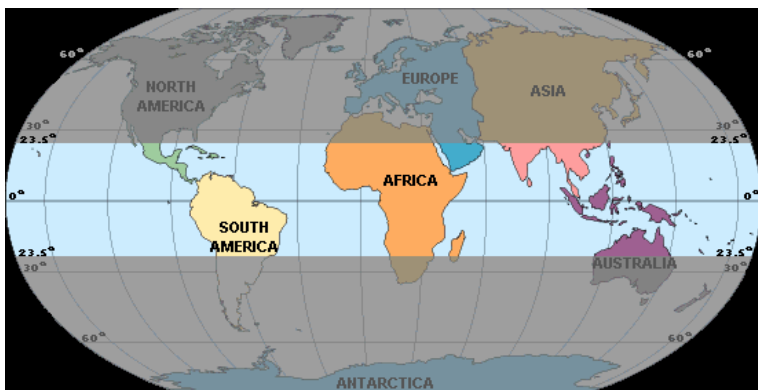 60°
60°
EUROPE
NORTH
AMERICA
ASIA
30°
30°
23.5°
23.5°
AFRICA
0°
0°
SOUTH
AMERICA
23.5°
23.5°
AUSTRALIA
30°
30°
60°
60°
ANTARCTICA